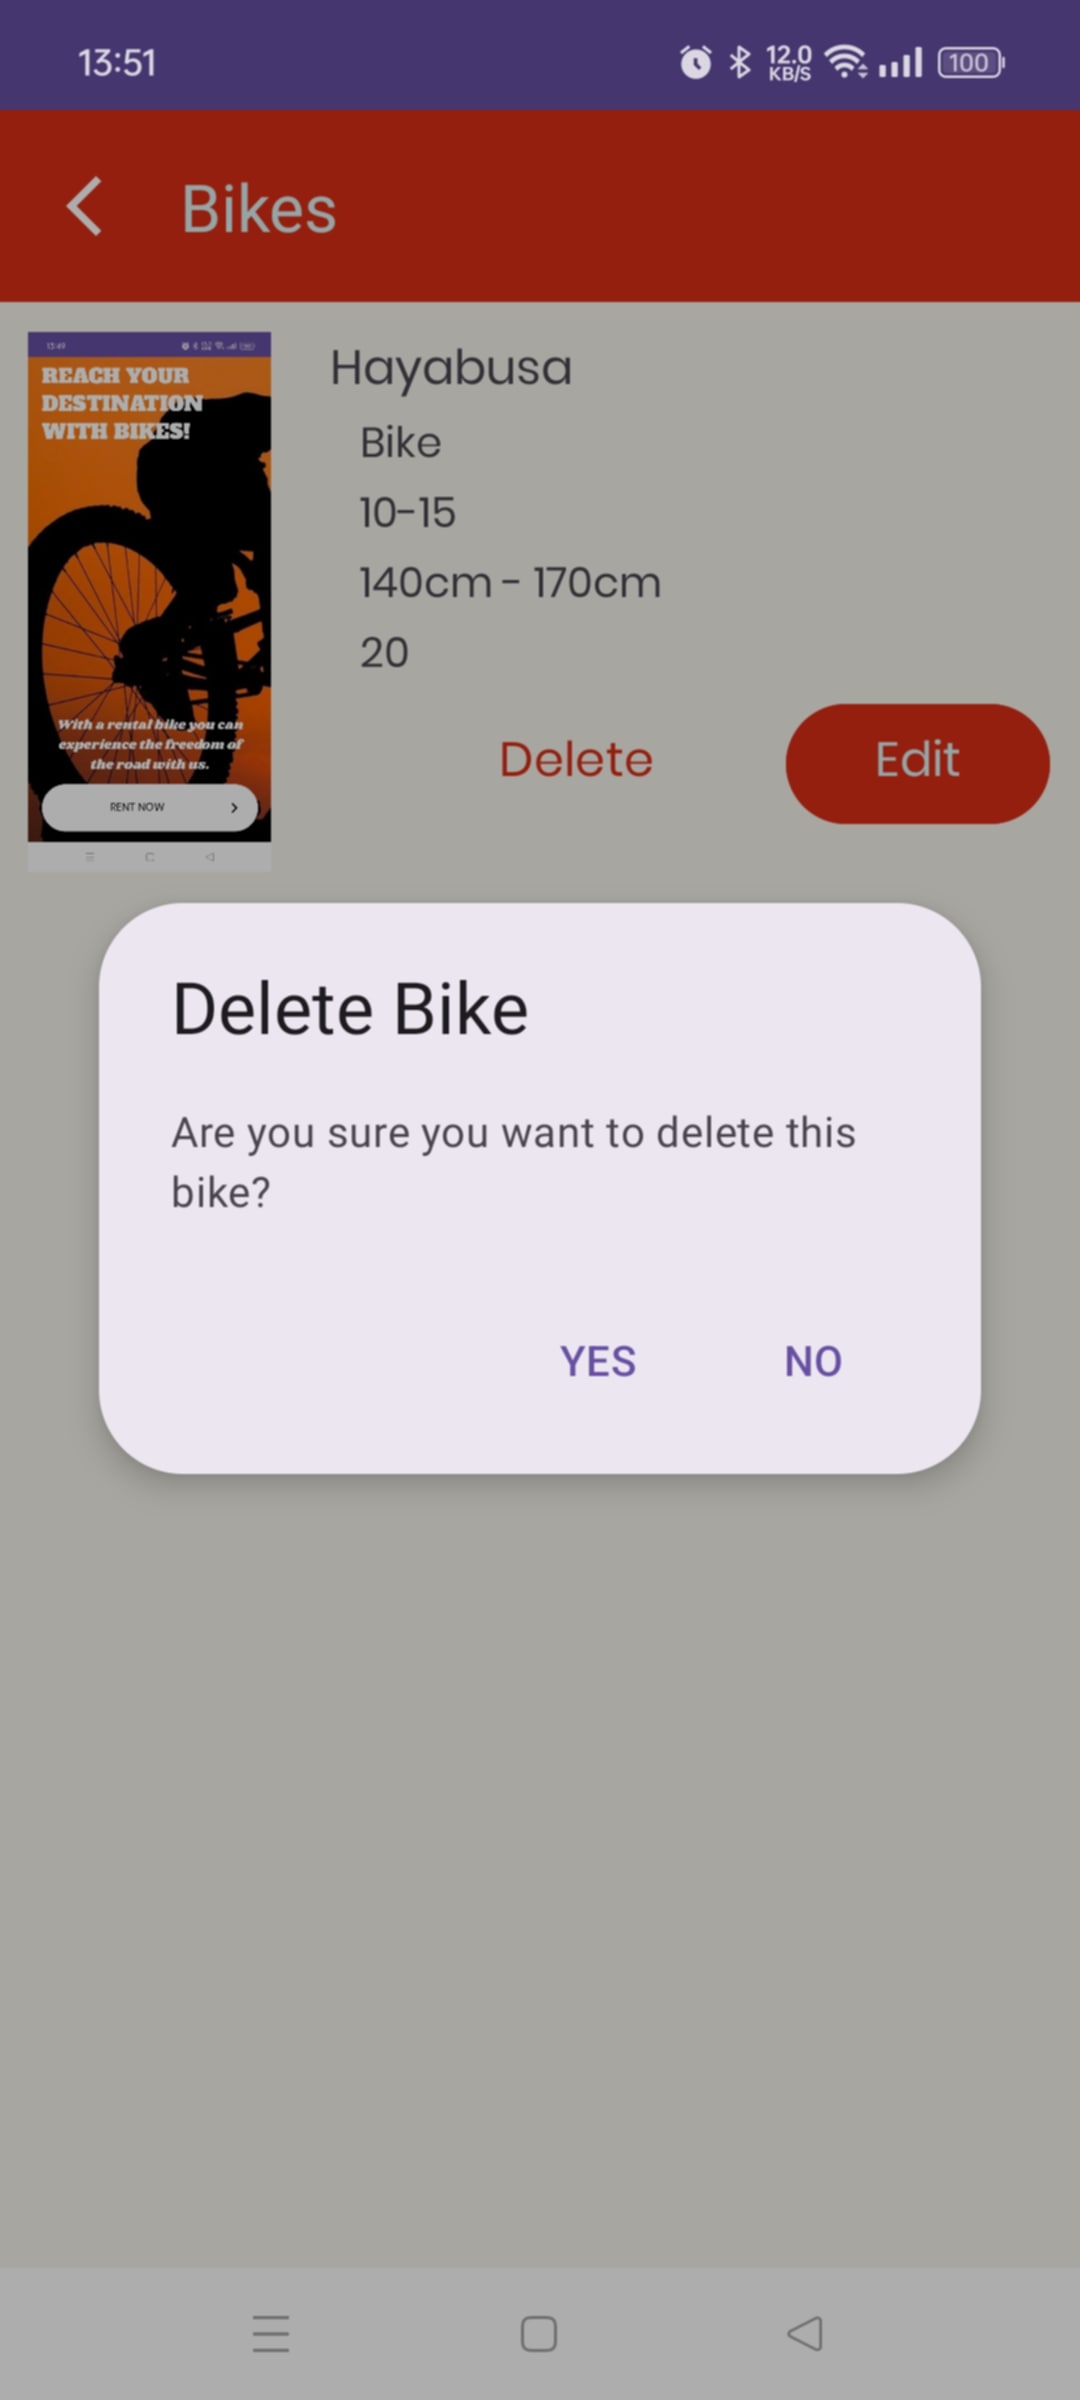 13:51
12.0
KB/S
100
Bikes
13:49
REACH YOUR
DESTINATION
WITH BIKES!
With a rental bike you can
experience the freedom of
the road with us.
RENT NOW
Hayabusa
Bike
10-15
140cm - 170cm
20
Delete
Edit
Delete Bike
Are you sure you want to delete this
bike?
YES
NO